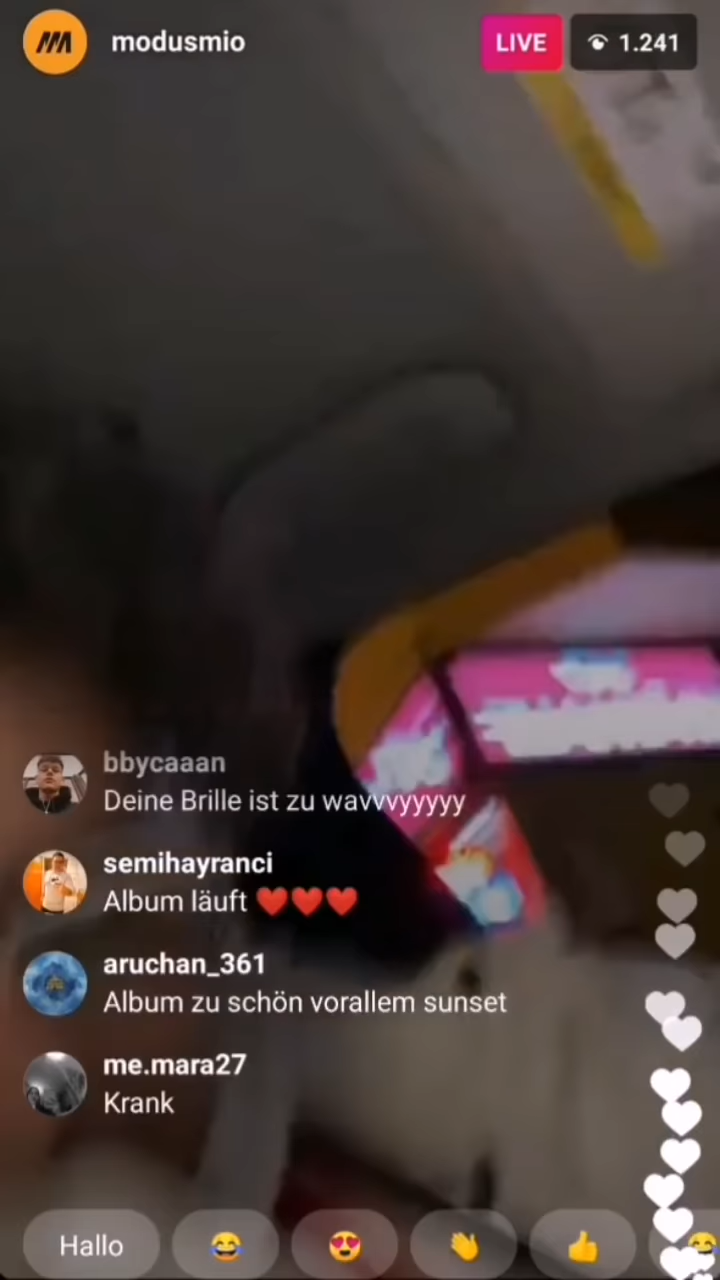 modusmio
LIVE
1.241
bbycaaan
Deine Brille ist zu wavvvyyyyy
semihayranci
Album läuft ❤️❤️❤️
aruchan_361
Album zu schön vorallem sunset
me.mara27
Krank
Hallo 😂 😍 👋 👍 😂